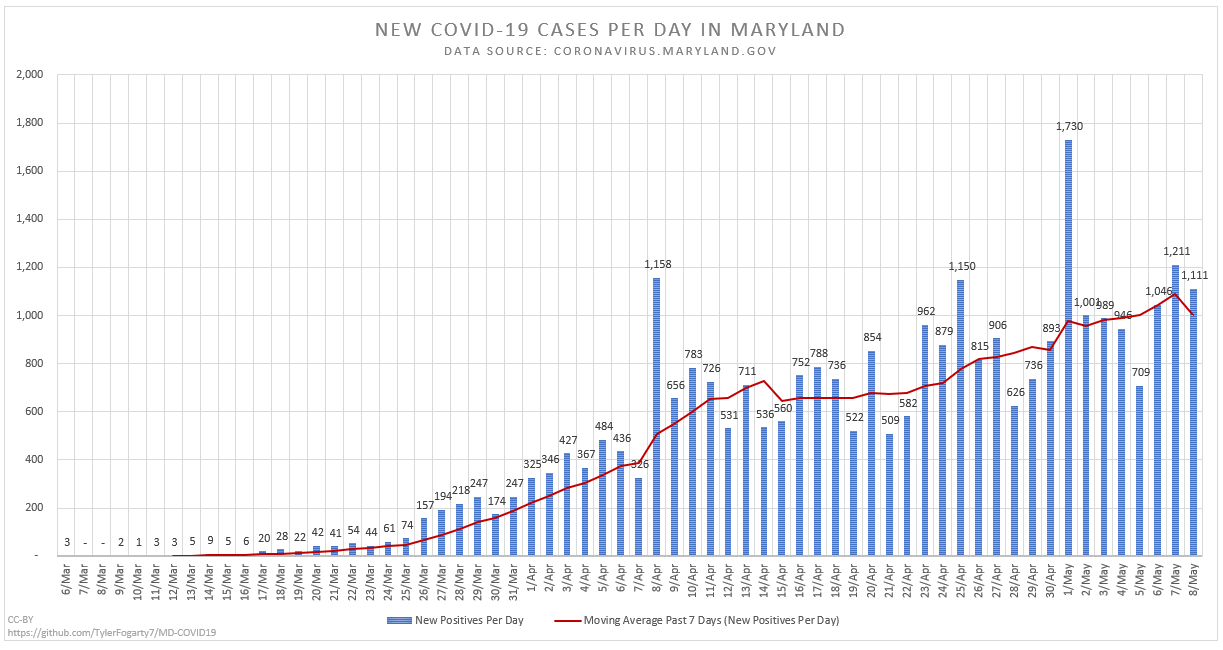 NEW COVID-19 CASES PER DAY IN MARYLAND
DATA SOURCE: CORONAVIRUS.MARYLAND.GOV
2,000
1,800
1,600
1,400
1,200
1,000
800
600
400
200
-
3 - - 2 1 3 3 5 9 5 6 20 28 22 42 41 54 44 61 74 157 194 218 247 174 247 325 346 427 367 484 436 326 1,158 656 783 726 531 711 536 560 752 788 736 522 854 509 582 962 879 1,150 815 906 626 736 893 1,730 1,001 989 946 709 1,046 1,211 1,111
6/Mar 7/Mar 8/Mar 9/Mar 10/Mar 11/Mar 12/Mar 13/Mar 14/Mar 15/Mar 16/Mar 17/Mar 18/Mar 19/Mar 20/Mar 21/Mar 22/Mar 23/Mar 24/Mar 25/Mar 26/Mar 27/Mar 28/Mar 29/Mar 30/Mar 31/Mar 1/Apr 2/Apr 3/Apr 4/Apr 5/Apr 6/Apr 7/Apr 8/Apr 9/Apr 10/Apr 11/Apr 12/Apr 13/Apr 14/Apr 15/Apr 16/Apr 17/Apr 18/Apr 19/Apr 20/Apr 21/Apr 22/Apr 23/Apr 24/Apr 25/Apr 26/Apr 27/Apr 28/Apr 29/Apr 30/Apr 1/May 2/May 3/May 4/May 5/May 6/May 7/May 8/May
New Positives Per Day
Moving Average Past 7 Days (New Positives Per Day)
CC-BY
https://github.com/TylerFogarty7/MD-COVID19